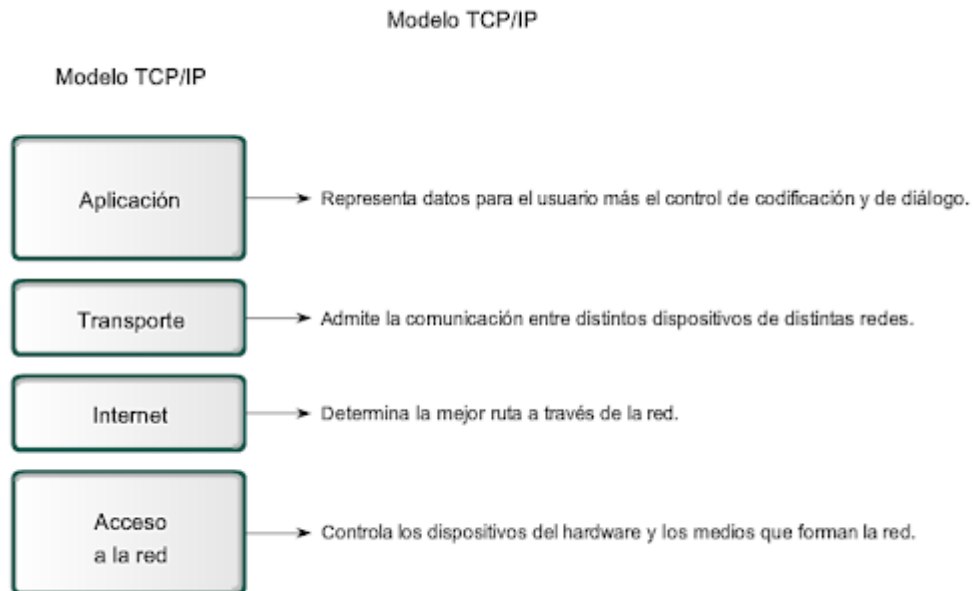 Modelo TCP/IP
Modelo TCP/IP
Aplicación
Representa datos para el usuario más el control de codificación y de diálogo.
Transporte
Admite la comunicación entre distintos dispositivos de distintas redes.
Internet
Determina la mejor ruta a través de la red.
Acceso
a la red
Controla los dispositivos del hardware y los medios que forman la red.